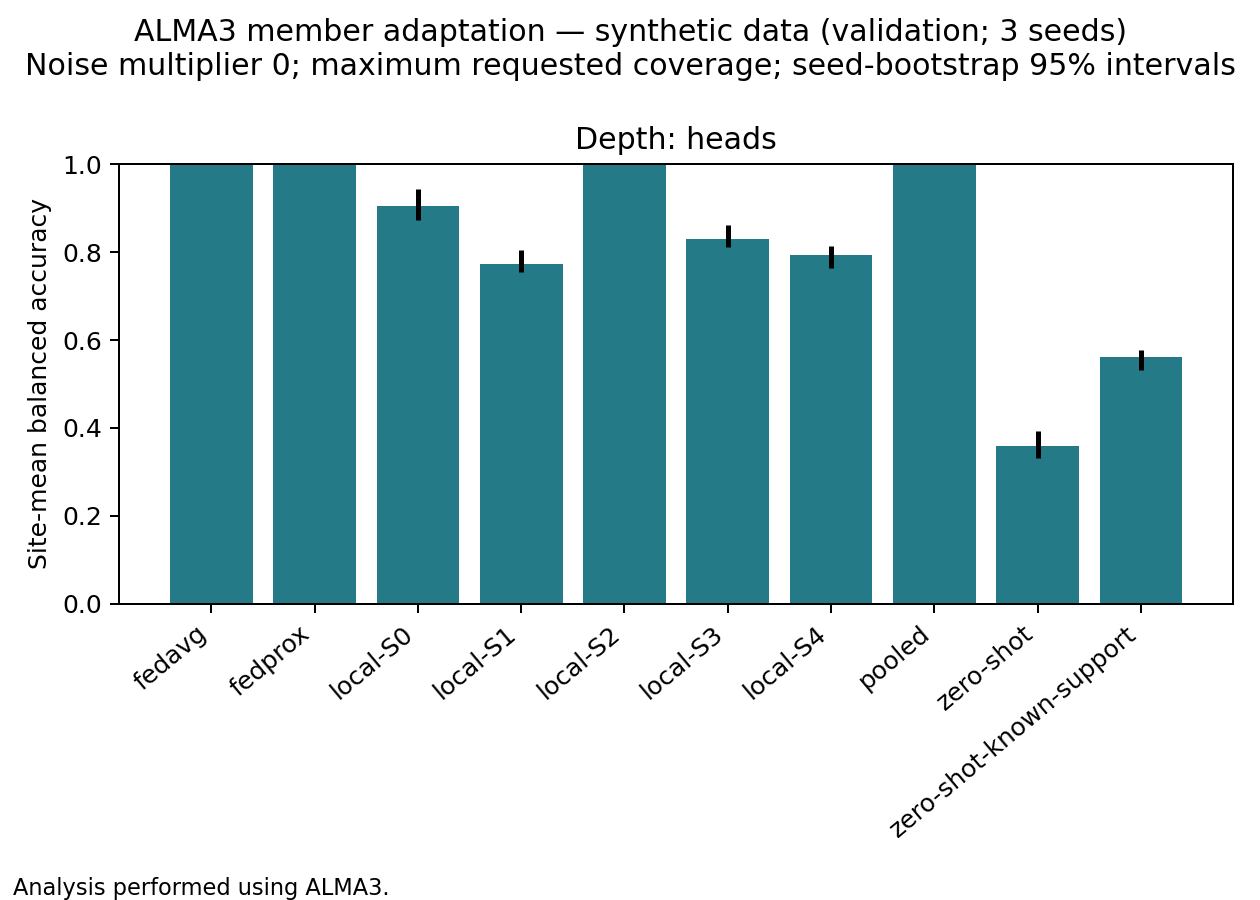 ALMA3 member adaptation — synthetic data (validation; 3 seeds)
Noise multiplier 0; maximum requested coverage; seed-bootstrap 95% intervals
Depth: heads
Site-mean balanced accuracy
1.0
0.8
0.6
0.4
0.2
0.0
fedavg
fedprox
local-S0
local-S1
local-S2
local-S3
local-S4
pooled
zero-shot
zero-shot-known-support
Analysis performed using ALMA3.